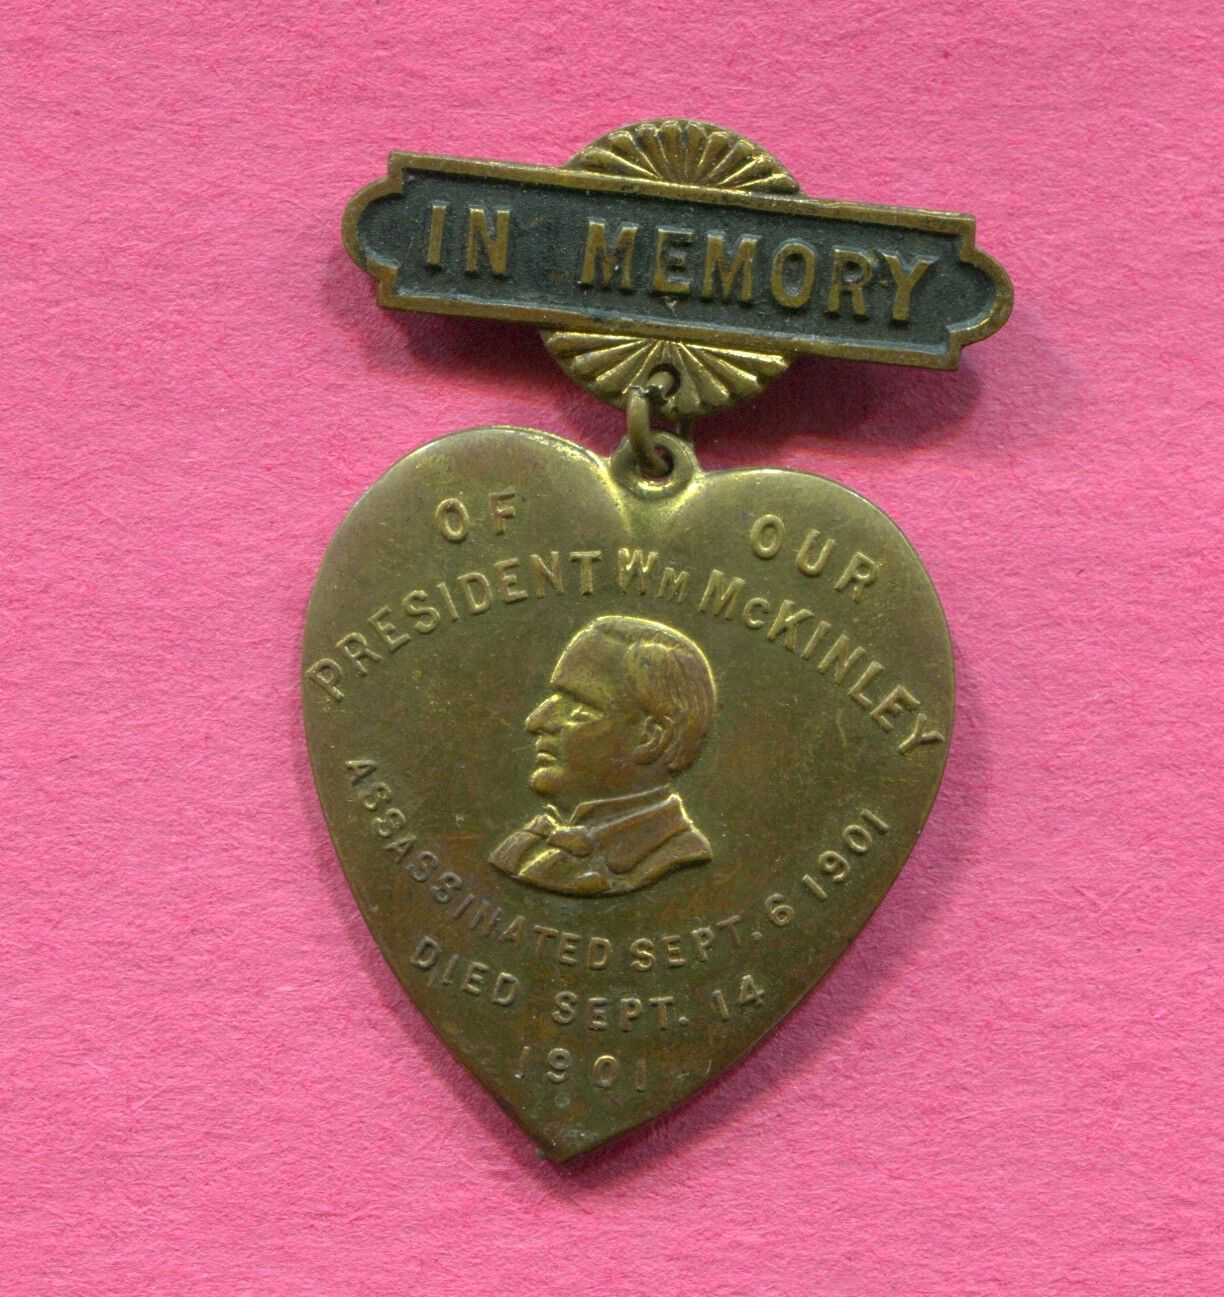 IN MEMORY
OF OUR
PRESIDENT WM MCKINLEY
ASSASSINATED SEPT. 6 1901
DIED SEPT. 14
1901